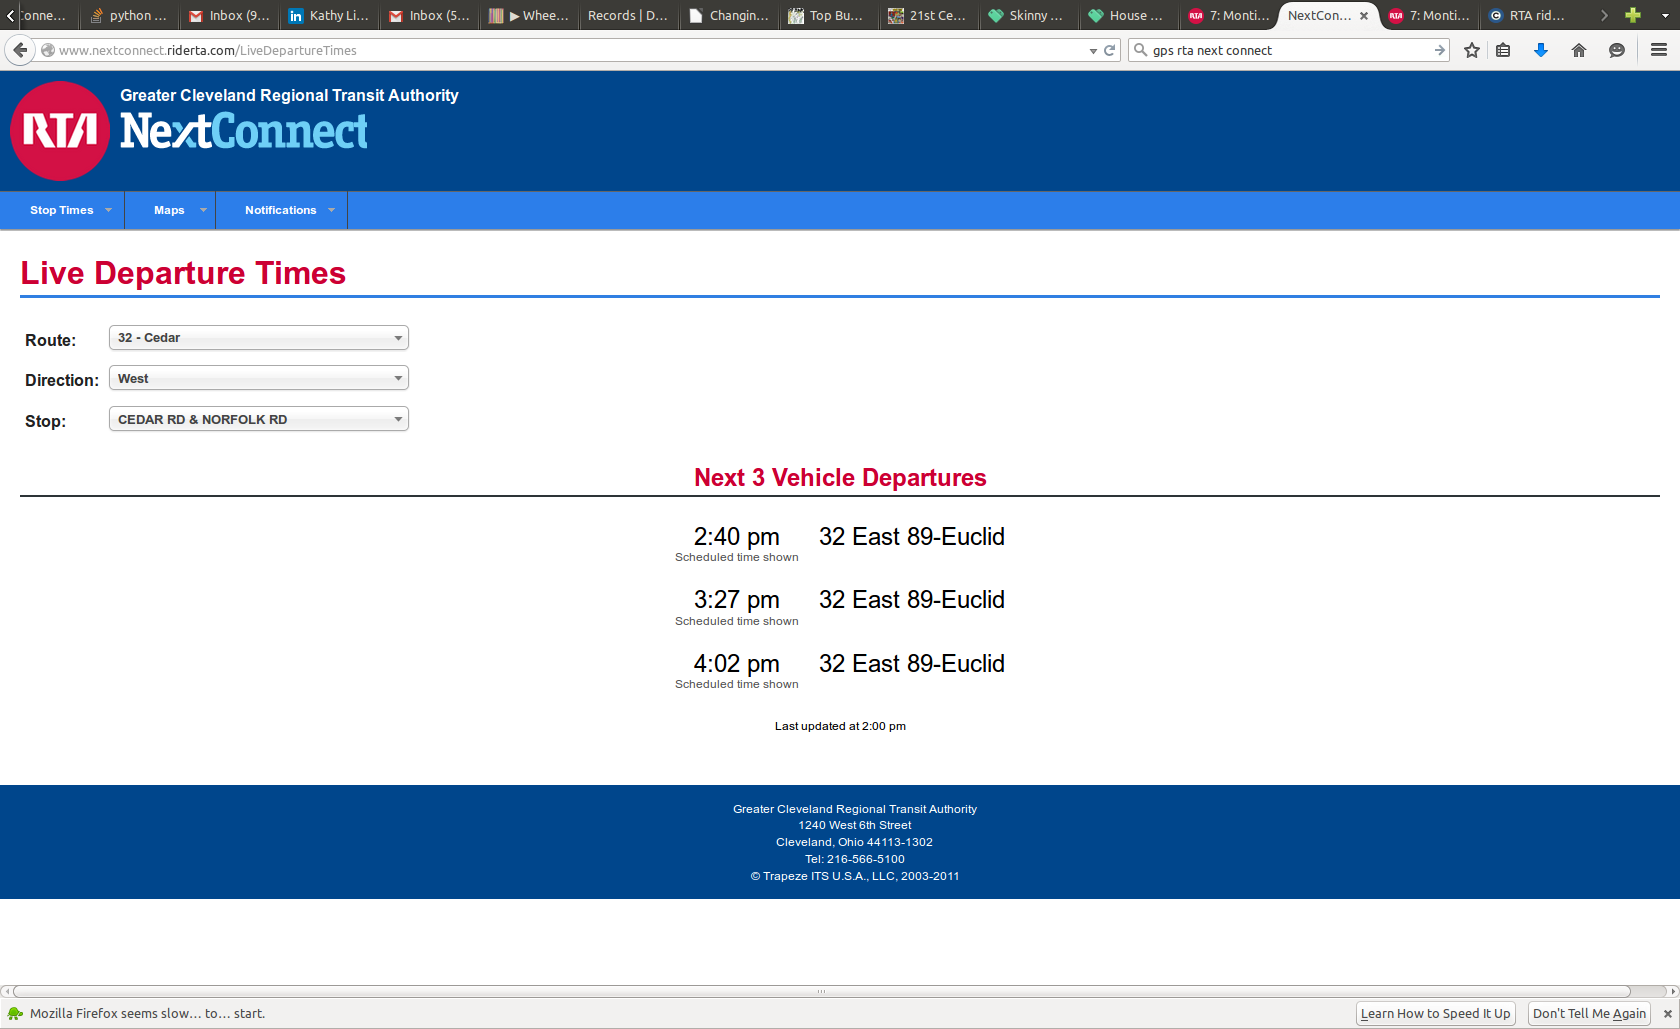 Conne...
python ...
Inbox (9...
Kathy Li...
Inbox (5...
▶ Whee...
Records | D...
Changin...
Top Bu...
21st Ce...
Skinny ...
House ...
7: Monti...
NextCon...
7: Monti...
RTA rid...
www.nextconnect.riderta.com/LiveDepartureTimes
gps rta next connect
RTA
Greater Cleveland Regional Transit Authority
NextConnect
Stop Times
Maps
Notifications
Live Departure Times
Route: 32 - Cedar
Direction: West
Stop: CEDAR RD & NORFOLK RD
Next 3 Vehicle Departures
2:40 pm 32 East 89-Euclid
Scheduled time shown
3:27 pm 32 East 89-Euclid
Scheduled time shown
4:02 pm 32 East 89-Euclid
Scheduled time shown
Last updated at 2:00 pm
Greater Cleveland Regional Transit Authority
1240 West 6th Street
Cleveland, Ohio 44113-1302
Tel: 216-566-5100
© Trapeze ITS U.S.A., LLC, 2003-2011
Mozilla Firefox seems slow... to... start.
Learn How to Speed It Up
Don't Tell Me Again